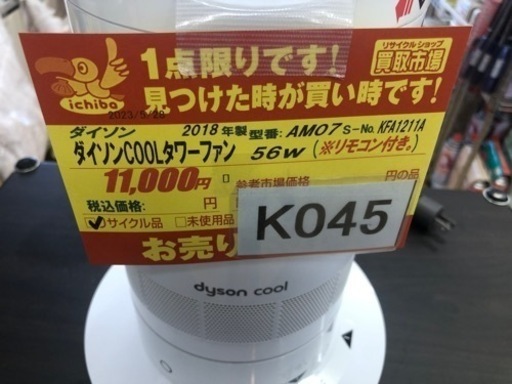 1点限りです!
見つけた時が買い時です!
リサイクルショップ
買取市場
ichiba
2023/5/28
ダイソン 2018年製 型番: AM07 S-No. KFA1211A
ダイソンCOOLタワーファン 56W (※リモコン付き。)
11,000円
参考市場価格 円の品
税込価格: 円
サイクル品 未使用品
K045
お売り
dyson cool